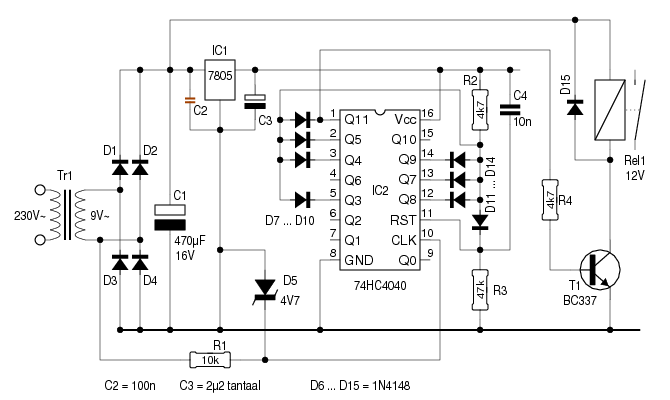 IC1
7805
C2
C3
R2
4k7
C4
10n
D15
Rel1
12V
D1
D2
Tr1
230V~
9V~
C1
470µF
16V
D3
D4
D7 ... D10
1 Q11
2 Q5
3 Q4
4 Q6
5 Q3
6 Q2
7 Q1
8 GND
IC2
Vcc 16
Q10 15
Q9 14
Q7 13
Q8 12
RST 11
CLK 10
Q0 9
74HC4040
D11 ... D14
R4
4k7
D5
4V7
R3
47k
T1
BC337
R1
10k
C2 = 100n
C3 = 2µ2 tantaal
D6 ... D15 = 1N4148